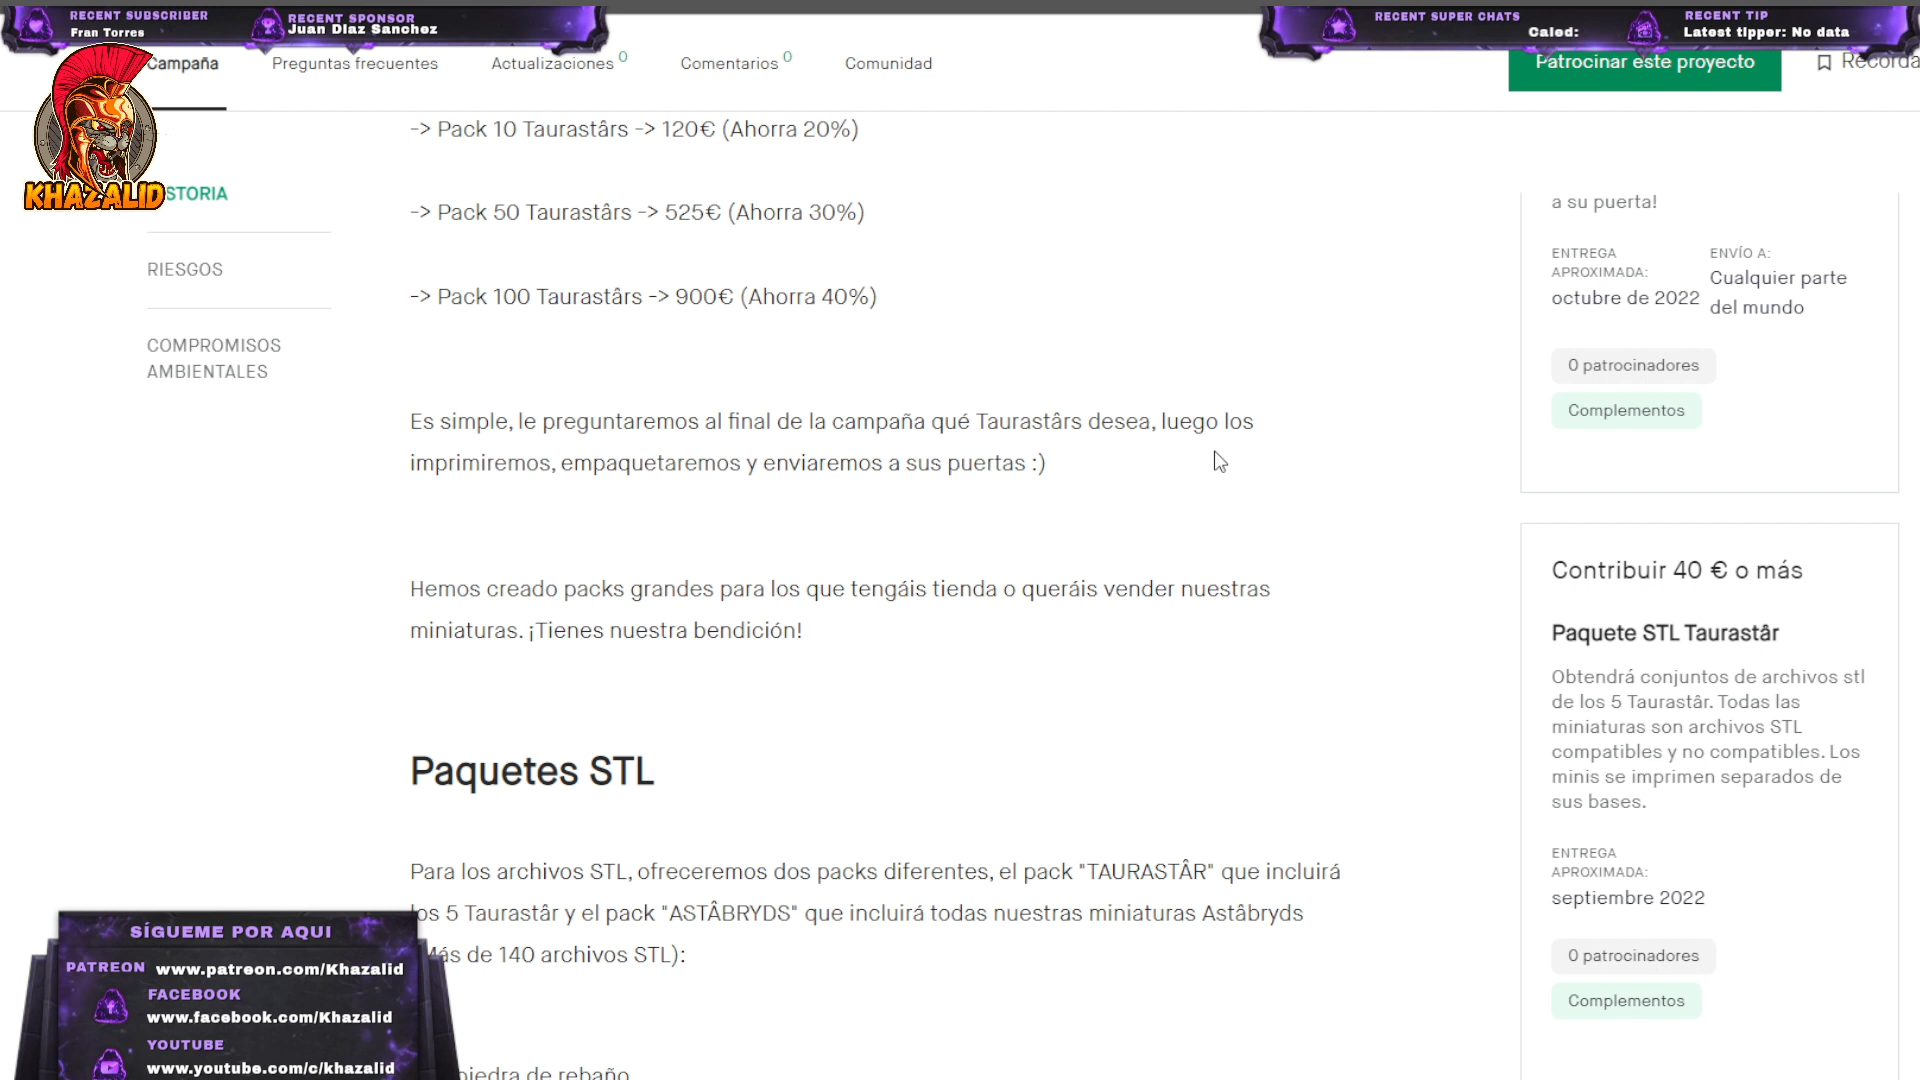 RECENT SUBSCRIBER
Fran Torres
RECENT SPONSOR
Juan Diaz Sanchez
RECENT SUPER CHATS
Caled:
RECENT TIP
Latest tipper: No data
Campaña
Preguntas frecuentes
Actualizaciones 0
Comentarios 0
Comunidad
Patrocinar este proyecto
Recorda
KHAZALID
STORIA
RIESGOS
COMPROMISOS
AMBIENTALES
-> Pack 10 Taurastârs -> 120€ (Ahorra 20%)
-> Pack 50 Taurastârs -> 525€ (Ahorra 30%)
-> Pack 100 Taurastârs -> 900€ (Ahorra 40%)
Es simple, le preguntaremos al final de la campaña qué Taurastârs desea, luego los
imprimiremos, empaquetaremos y enviaremos a sus puertas :)
Hemos creado packs grandes para los que tengáis tienda o queráis vender nuestras
miniaturas. ¡Tienes nuestra bendición!
Paquetes STL
Para los archivos STL, ofreceremos dos packs diferentes, el pack "TAURASTÂR" que incluirá
los 5 Taurastâr y el pack "ASTÂBRYDS" que incluirá todas nuestras miniaturas Astâbryds
Más de 140 archivos STL):
piedra de rebaño
a su puerta!
ENTREGA
APROXIMADA:
octubre de 2022
ENVÍO A:
Cualquier parte
del mundo
0 patrocinadores
Complementos
Contribuir 40 € o más
Paquete STL Taurastâr
Obtendrá conjuntos de archivos stl
de los 5 Taurastâr. Todas las
miniaturas son archivos STL
compatibles y no compatibles. Los
minis se imprimen separados de
sus bases.
ENTREGA
APROXIMADA:
septiembre 2022
0 patrocinadores
Complementos
SÍGUEME POR AQUI
PATREON www.patreon.com/Khazalid
FACEBOOK
www.facebook.com/Khazalid
YOUTUBE
www.youtube.com/c/khazalid